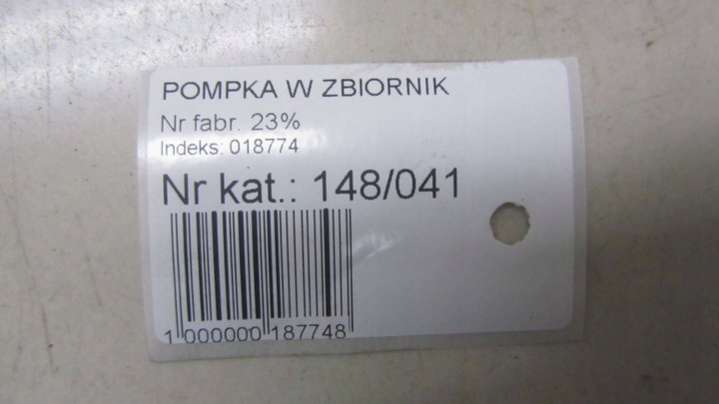 POMPKA W ZBIORNIK
Nr fabr. 23%
Indeks: 018774
Nr kat.: 148/041
1 000000 187748